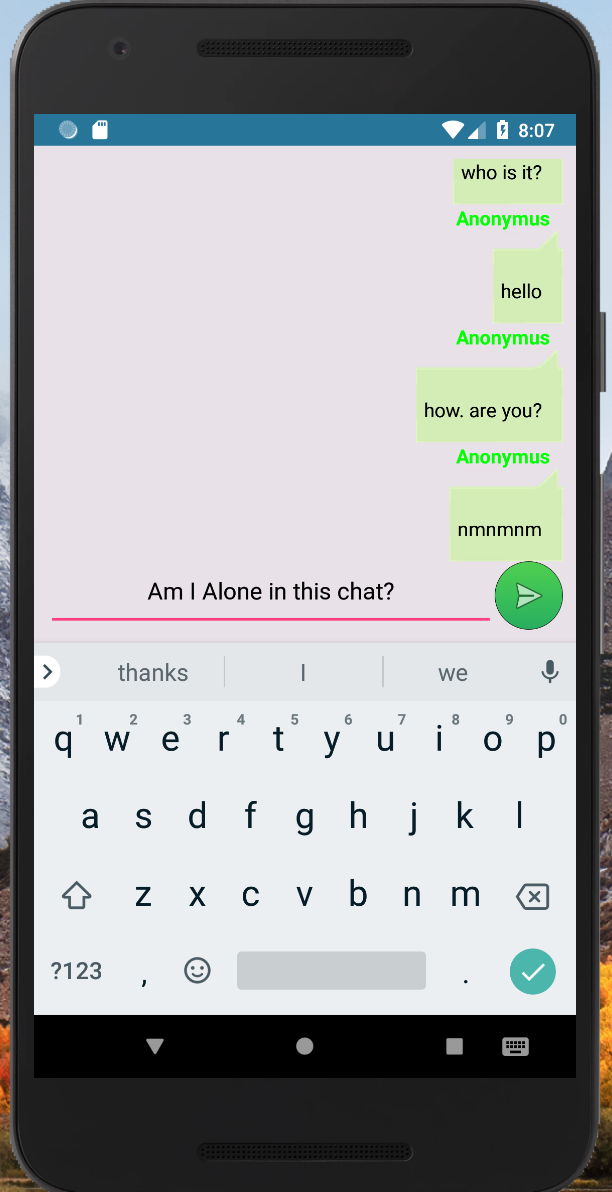 8:07
who is it?
Anonymus
hello
Anonymus
how. are you?
Anonymus
nmnmnm
Am I Alone in this chat?
thanks I we
1 2 3 4 5 6 7 8 9 0
q w e r t y u i o p
a s d f g h j k l
z x c v b n m
?123 , .